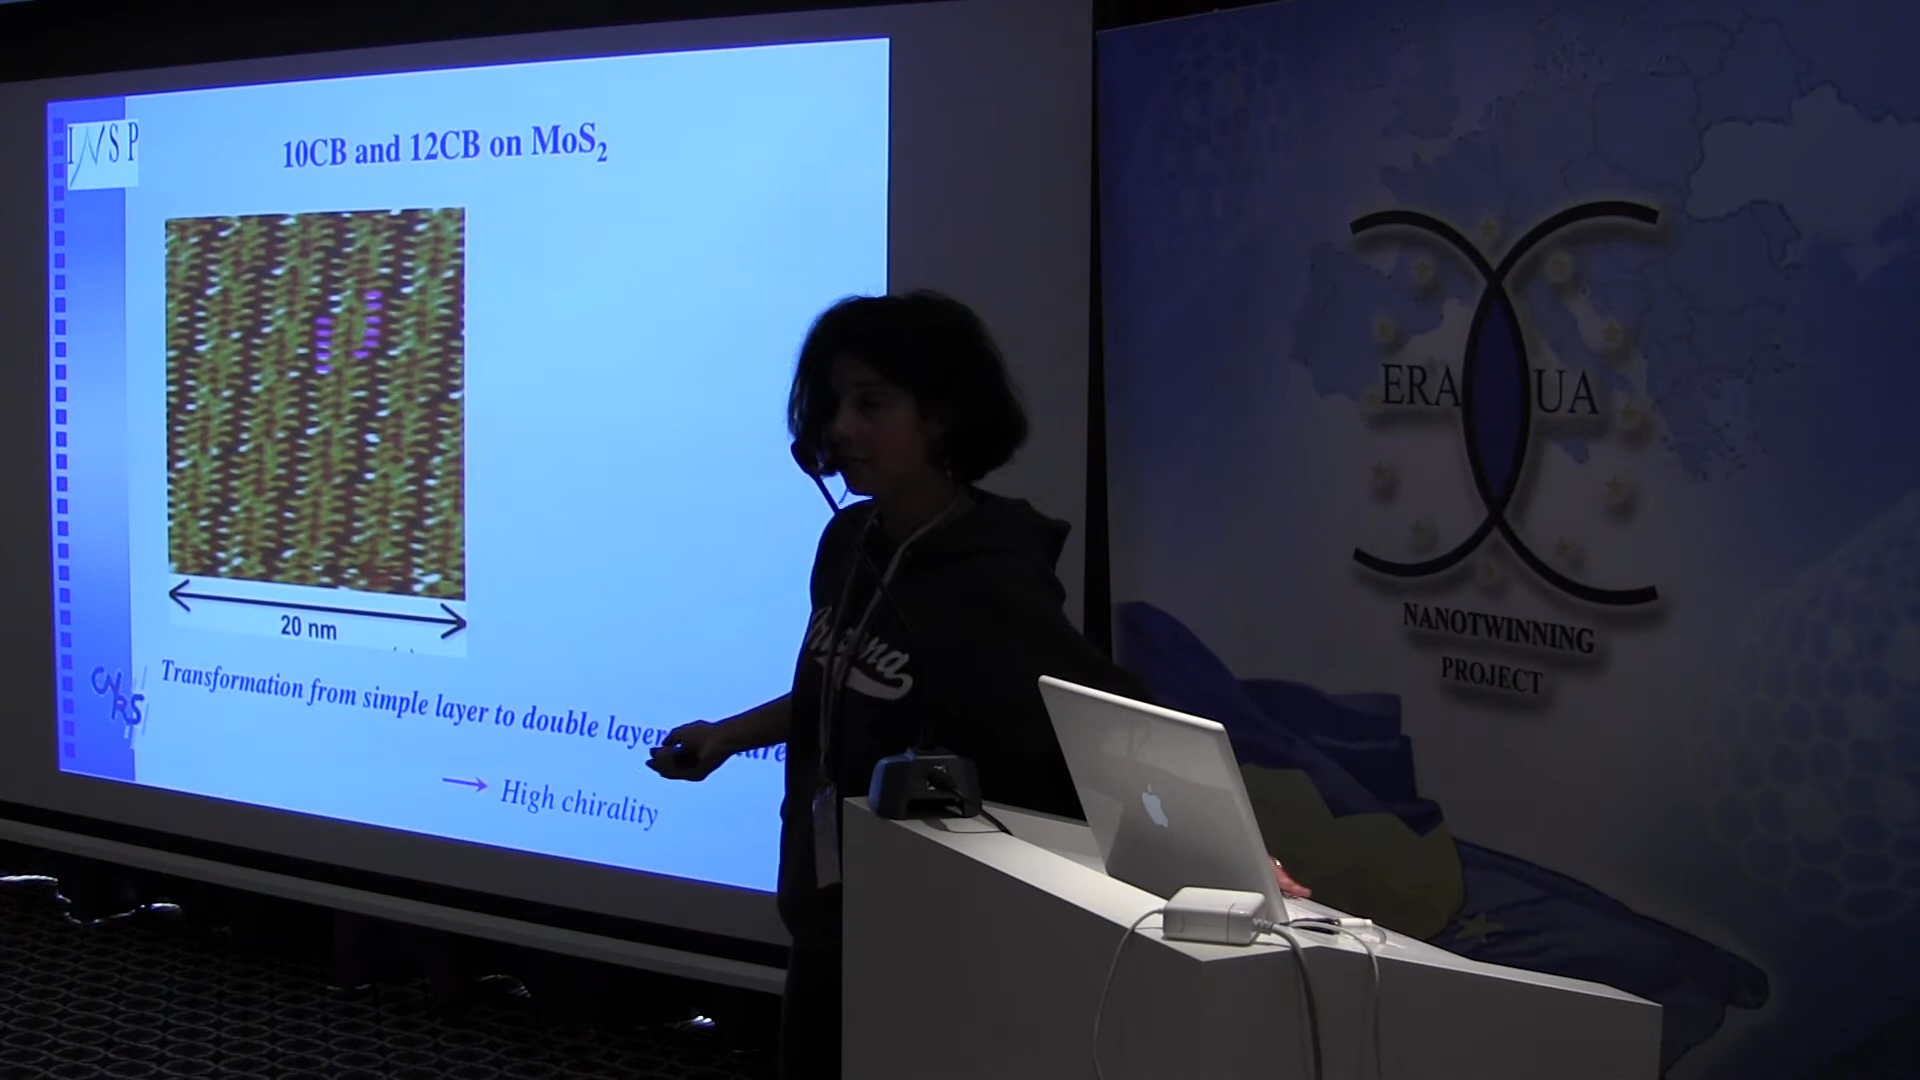 INSP
10CB and 12CB on MoS₂
20 nm
Transformation from simple layer to double layer
→ High chirality
CNRS
ERA UA
NANOTWINNING
PROJECT